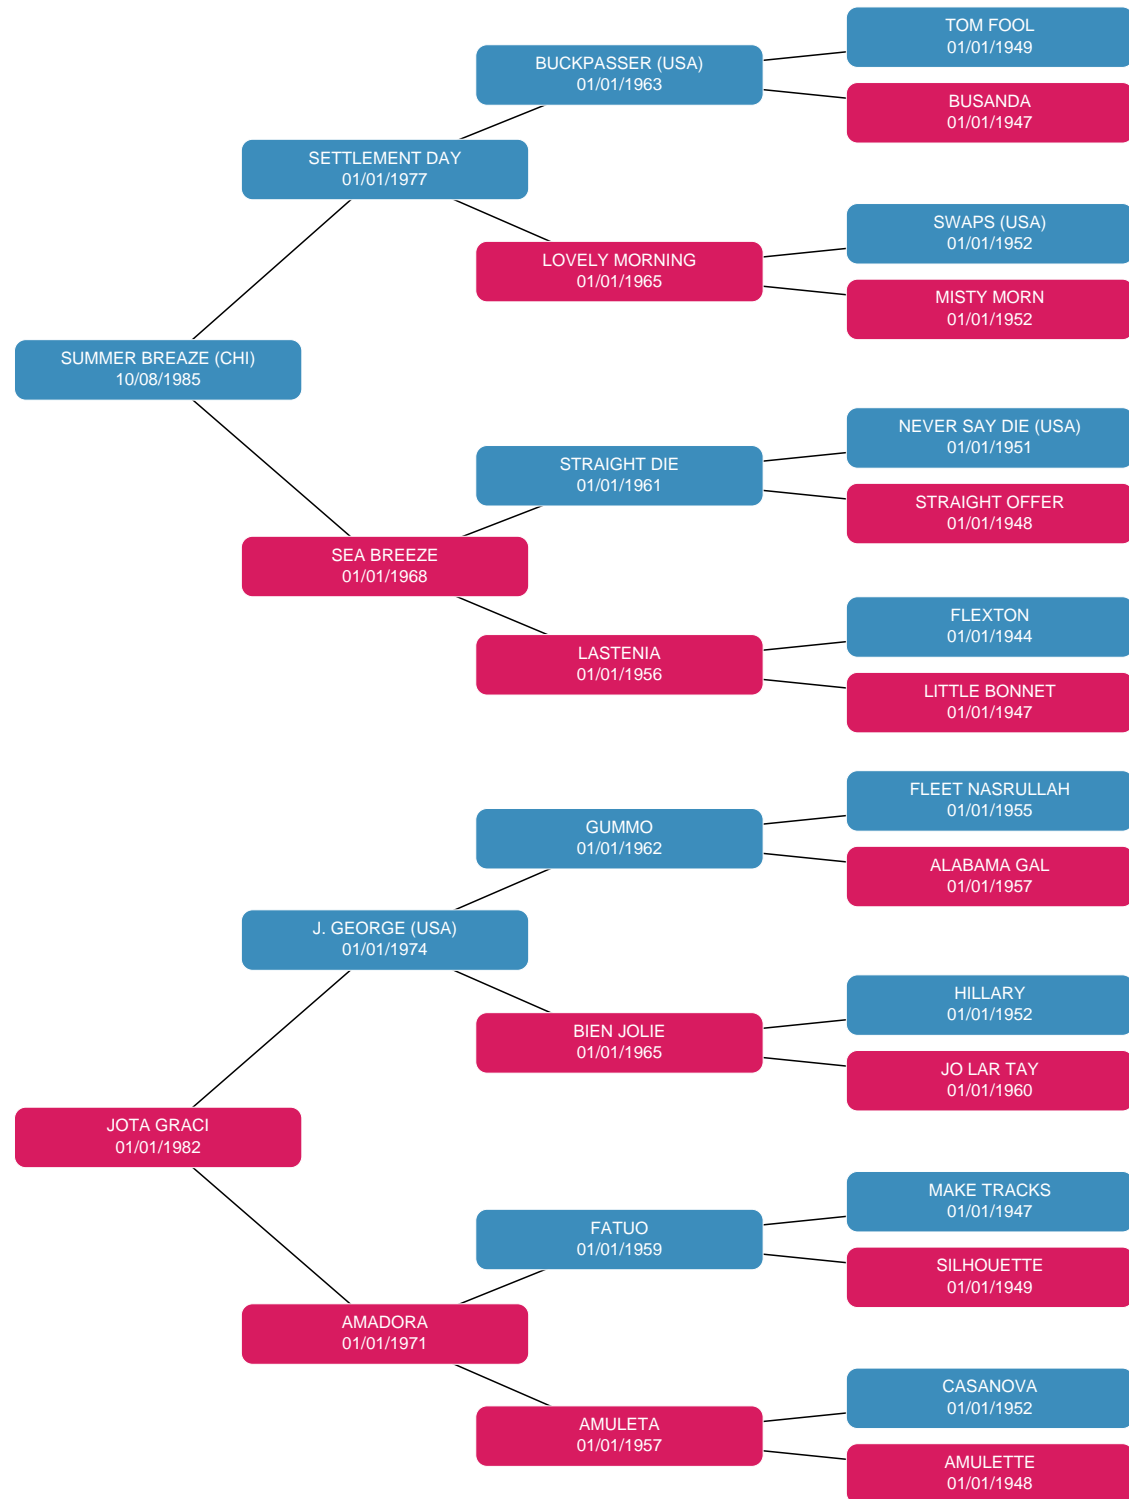 TOM FOOL
01/01/1949
BUCKPASSER (USA)
01/01/1963
BUSANDA
01/01/1947
SETTLEMENT DAY
01/01/1977
SWAPS (USA)
01/01/1952
LOVELY MORNING
01/01/1965
MISTY MORN
01/01/1952
SUMMER BREAZE (CHI)
10/08/1985
NEVER SAY DIE (USA)
01/01/1951
STRAIGHT DIE
01/01/1961
STRAIGHT OFFER
01/01/1948
SEA BREEZE
01/01/1968
FLEXTON
01/01/1944
LASTENIA
01/01/1956
LITTLE BONNET
01/01/1947
FLEET NASRULLAH
01/01/1955
GUMMO
01/01/1962
ALABAMA GAL
01/01/1957
J. GEORGE (USA)
01/01/1974
HILLARY
01/01/1952
BIEN JOLIE
01/01/1965
JO LAR TAY
01/01/1960
JOTA GRACI
01/01/1982
MAKE TRACKS
01/01/1947
FATUO
01/01/1959
SILHOUETTE
01/01/1949
AMADORA
01/01/1971
CASANOVA
01/01/1952
AMULETA
01/01/1957
AMULETTE
01/01/1948